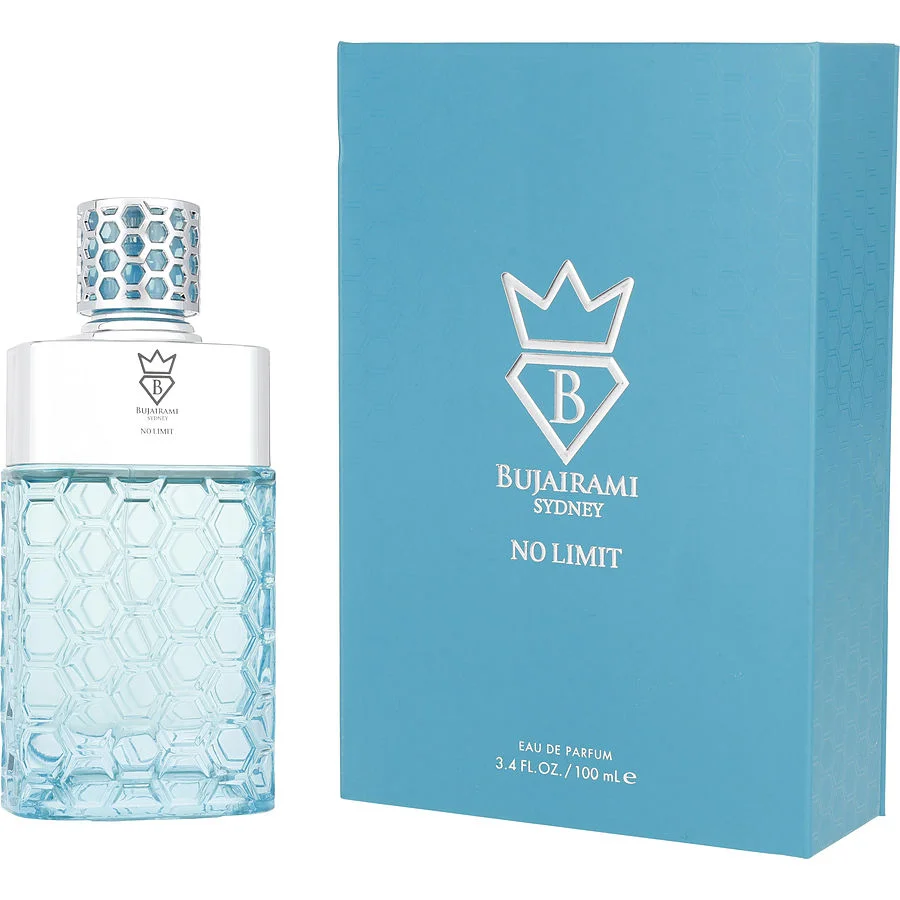 B
BUJAIRAMI
SYDNEY
NO LIMIT
B
BUJAIRAMI
SYDNEY
NO LIMIT
EAU DE PARFUM
3.4 FL.OZ./100 mL ℮